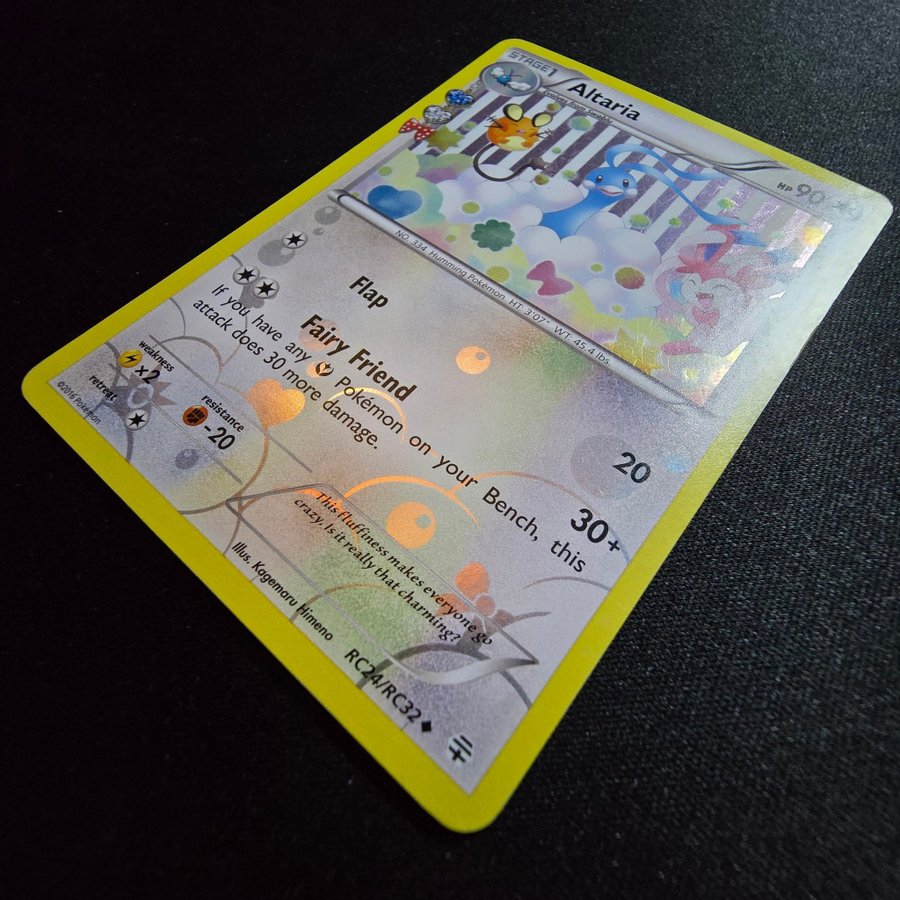 STAGE1
Altaria
Evolves from Swablu
HP 90
NO. 334 Humming Pokémon HT: 3'07" WT: 45.4 lbs.
Flap 20
Fairy Friend 30+
If you have any Pokémon on your Bench, this
attack does 30 more damage.
weakness
×2
resistance
-20
retreat
This fluffiness makes everyone go
crazy. Is it really that charming?
Illus. Kagemaru Himeno
©2016 Pokémon
RC24/RC32